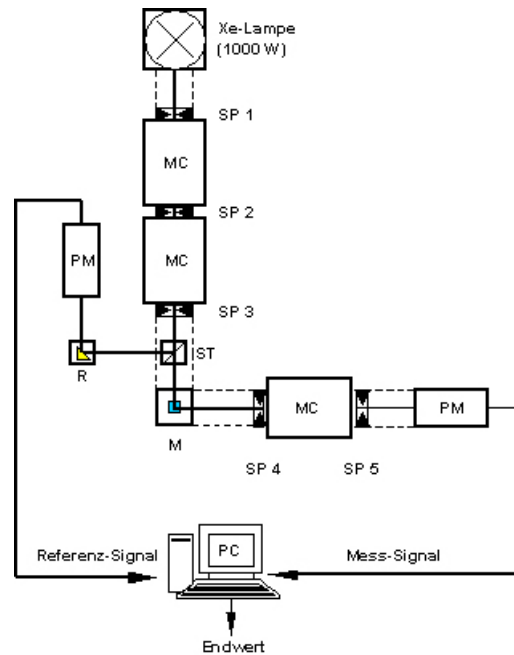 Xe-Lampe
(1000 W)
SP 1
MC
SP 2
MC
PM
SP 3
ST
R
MC
PM
M
SP 4
SP 5
Referenz-Signal
PC
Mess-Signal
Endwert